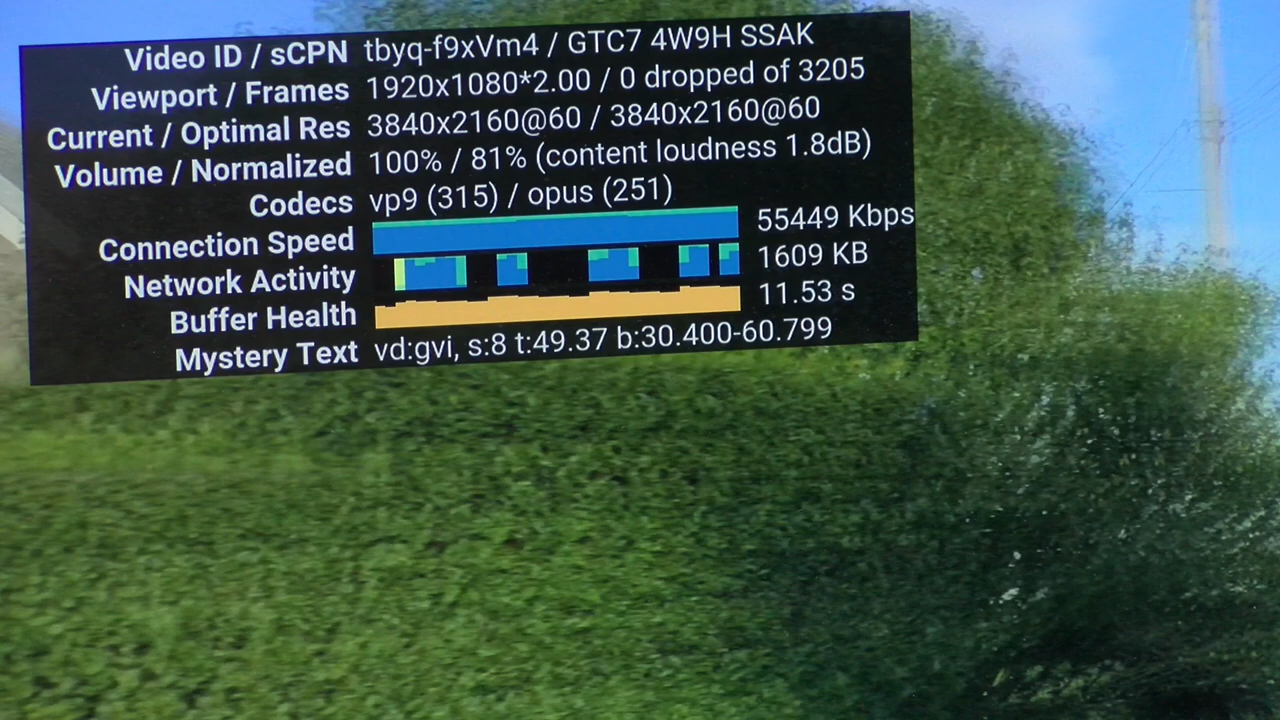 Video ID / sCPN tbyq-f9xVm4 / GTC7 4W9H SSAK
Viewport / Frames 1920x1080*2.00 / 0 dropped of 3205
Current / Optimal Res 3840x2160@60 / 3840x2160@60
Volume / Normalized 100% / 81% (content loudness 1.8dB)
Codecs vp9 (315) / opus (251)
Connection Speed 55449 Kbps
Network Activity 1609 KB
Buffer Health 11.53 s
Mystery Text vd:gvi, s:8 t:49.37 b:30.400-60.799